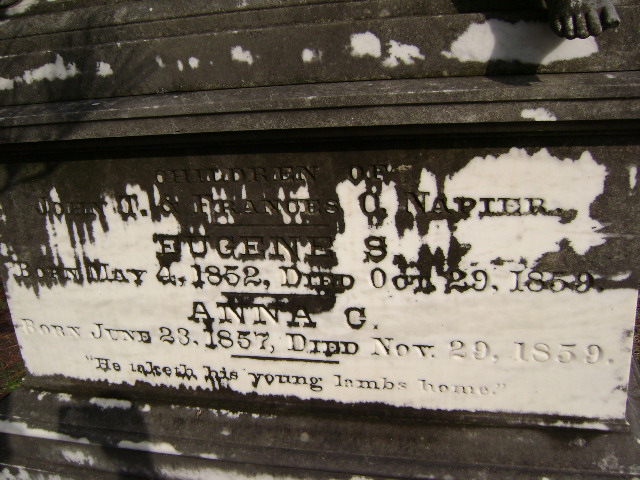 CHILDREN OF
JOHN T. & FRANCES C. NAPIER.
EUGENE S.
BORN MAY 4, 1852, DIED OCT 29, 1859.
ANNA C.
BORN JUNE 23, 1857, DIED NOV. 29, 1859.
"He taketh his young lambs home."